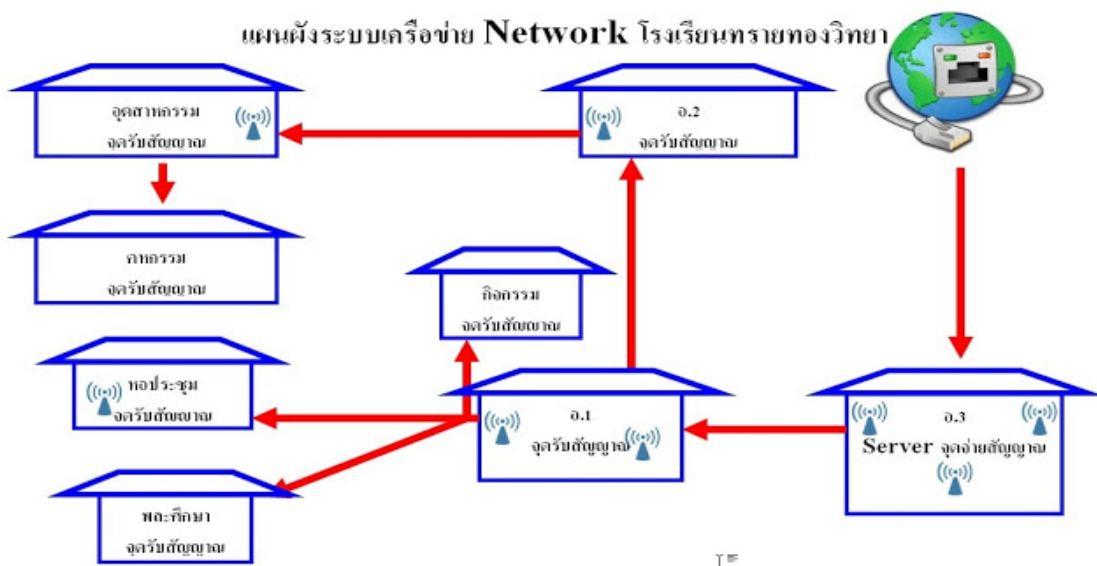 แผนผังระบบเครือข่าย Network โรงเรียนทรายทองวิทยา
อุตสาหกรรม
จุดรับสัญญาณ
อ.2
จุดรับสัญญาณ
คหกรรม
จุดรับสัญญาณ
กิจกรรม
จุดรับสัญญาณ
หอประชุม
จุดรับสัญญาณ
อ.1
จุดรับสัญญาณ
อ.3
Server จุดจ่ายสัญญาณ
พละศึกษา
จุดรับสัญญาณ